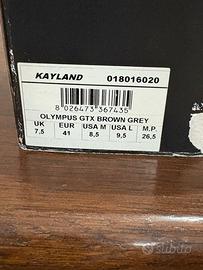 KAYLAND 018016020
8 026473 367435
OLYMPUS GTX BROWN GREY
UK EUR USA M USA L M.P.
7,5 41 8,5 9,5 26,5
subito